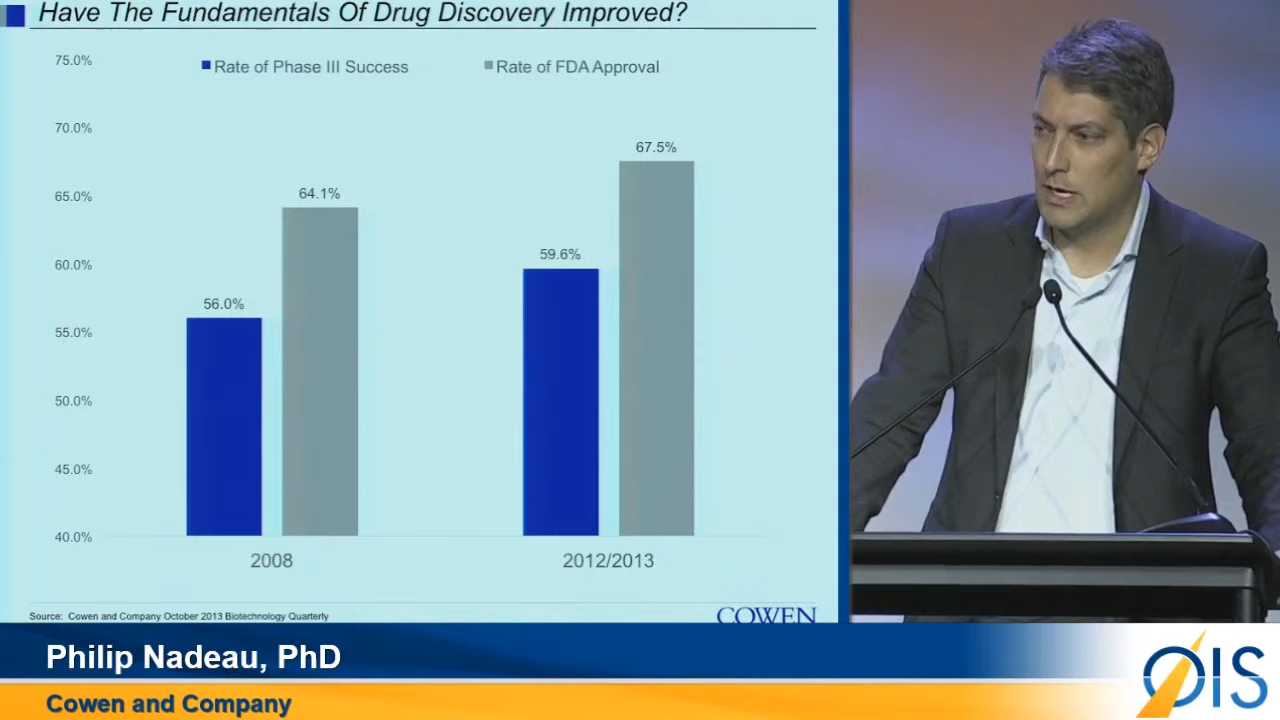 Have The Fundamentals Of Drug Discovery Improved?
75.0%
Rate of Phase III Success
Rate of FDA Approval
70.0%
67.5%
65.0%
64.1%
60.0%
59.6%
56.0%
55.0%
50.0%
45.0%
40.0%
2008
2012/2013
Source: Cowen and Company October 2013 Biotechnology Quarterly
COWEN
Philip Nadeau, PhD
Cowen and Company
OIS